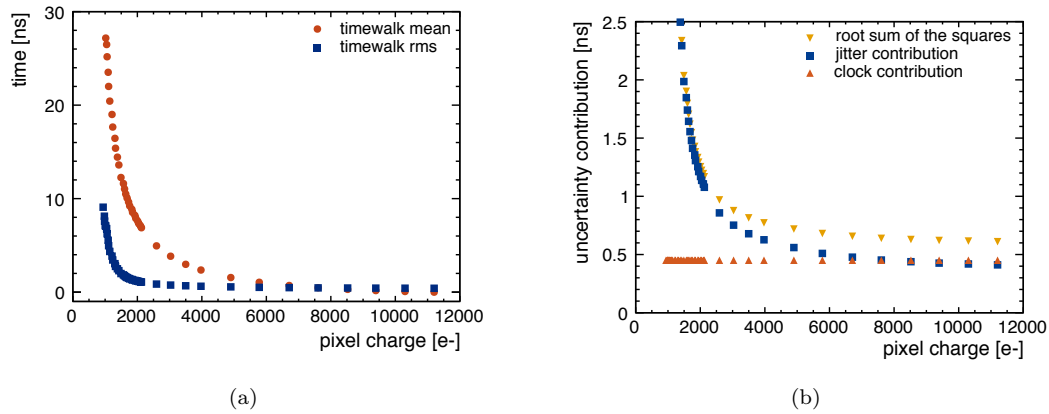 timewalk mean
timewalk rms
time [ns]
30
20
10
0
0 2000 4000 6000 8000 10000 12000
pixel charge [e-]
(a)
root sum of the squares
jitter contribution
clock contribution
uncertainty contribution [ns]
2.5
2
1.5
1
0.5
0
0 2000 4000 6000 8000 10000 12000
pixel charge [e-]
(b)